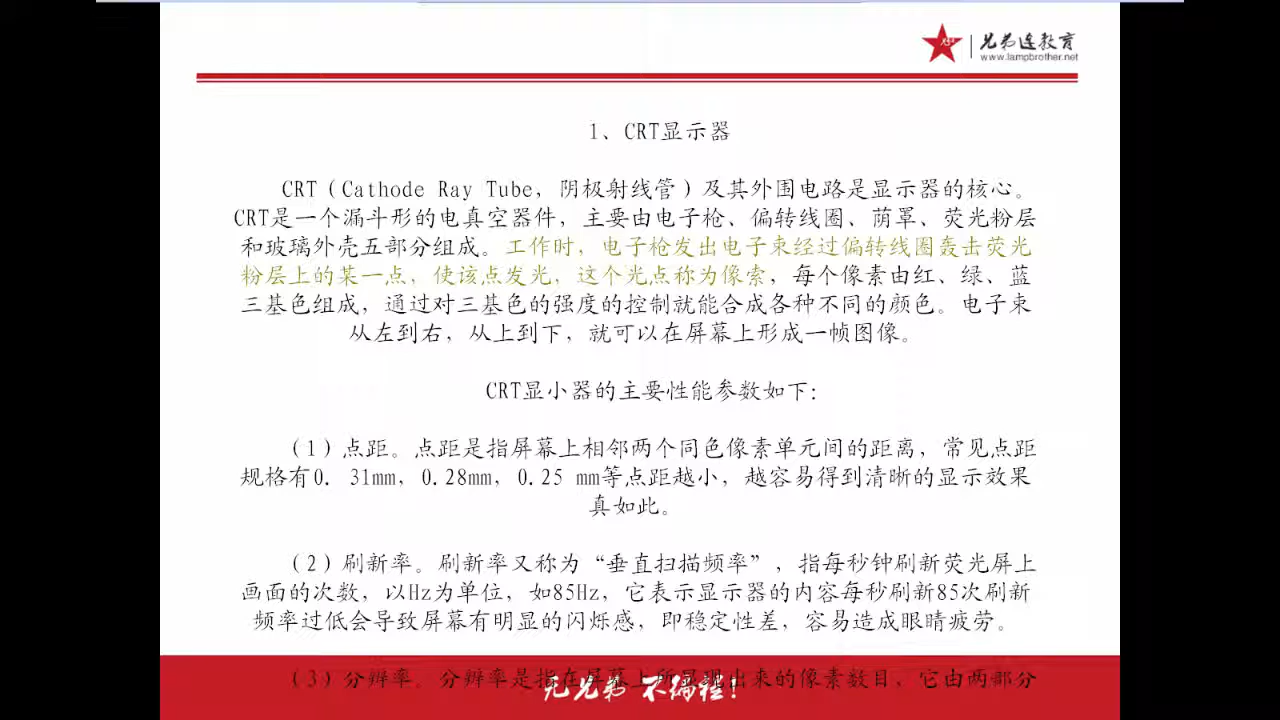 兄弟连教育
www.lampbrother.net
1、CRT显示器
CRT（Cathode Ray Tube，阴极射线管）及其外围电路是显示器的核心。
CRT是一个漏斗形的电真空器件，主要由电子枪、偏转线圈、荫罩、荧光粉层
和玻璃外壳五部分组成。工作时，电子枪发出电子束经过偏转线圈轰击荧光
粉层上的某一点，使该点发光，这个光点称为像索，每个像素由红、绿、蓝
三基色组成，通过对三基色的强度的控制就能合成各种不同的颜色。电子束
从左到右，从上到下，就可以在屏幕上形成一帧图像。
CRT显小器的主要性能参数如下：
（1）点距。点距是指屏幕上相邻两个同色像素单元间的距离，常见点距
规格有0. 31mm，0.28mm，0.25 mm等点距越小，越容易得到清晰的显示效果
真如此。
（2）刷新率。刷新率又称为“垂直扫描频率”，指每秒钟刷新荧光屏上
画面的次数，以Hz为单位，如85Hz，它表示显示器的内容每秒刷新85次刷新
频率过低会导致屏幕有明显的闪烁感，即稳定性差，容易造成眼睛疲劳。
（3）分辨率。分辨率是指在屏幕上所显现出来的像素数目，它由两部分
无兄弟 不编程！